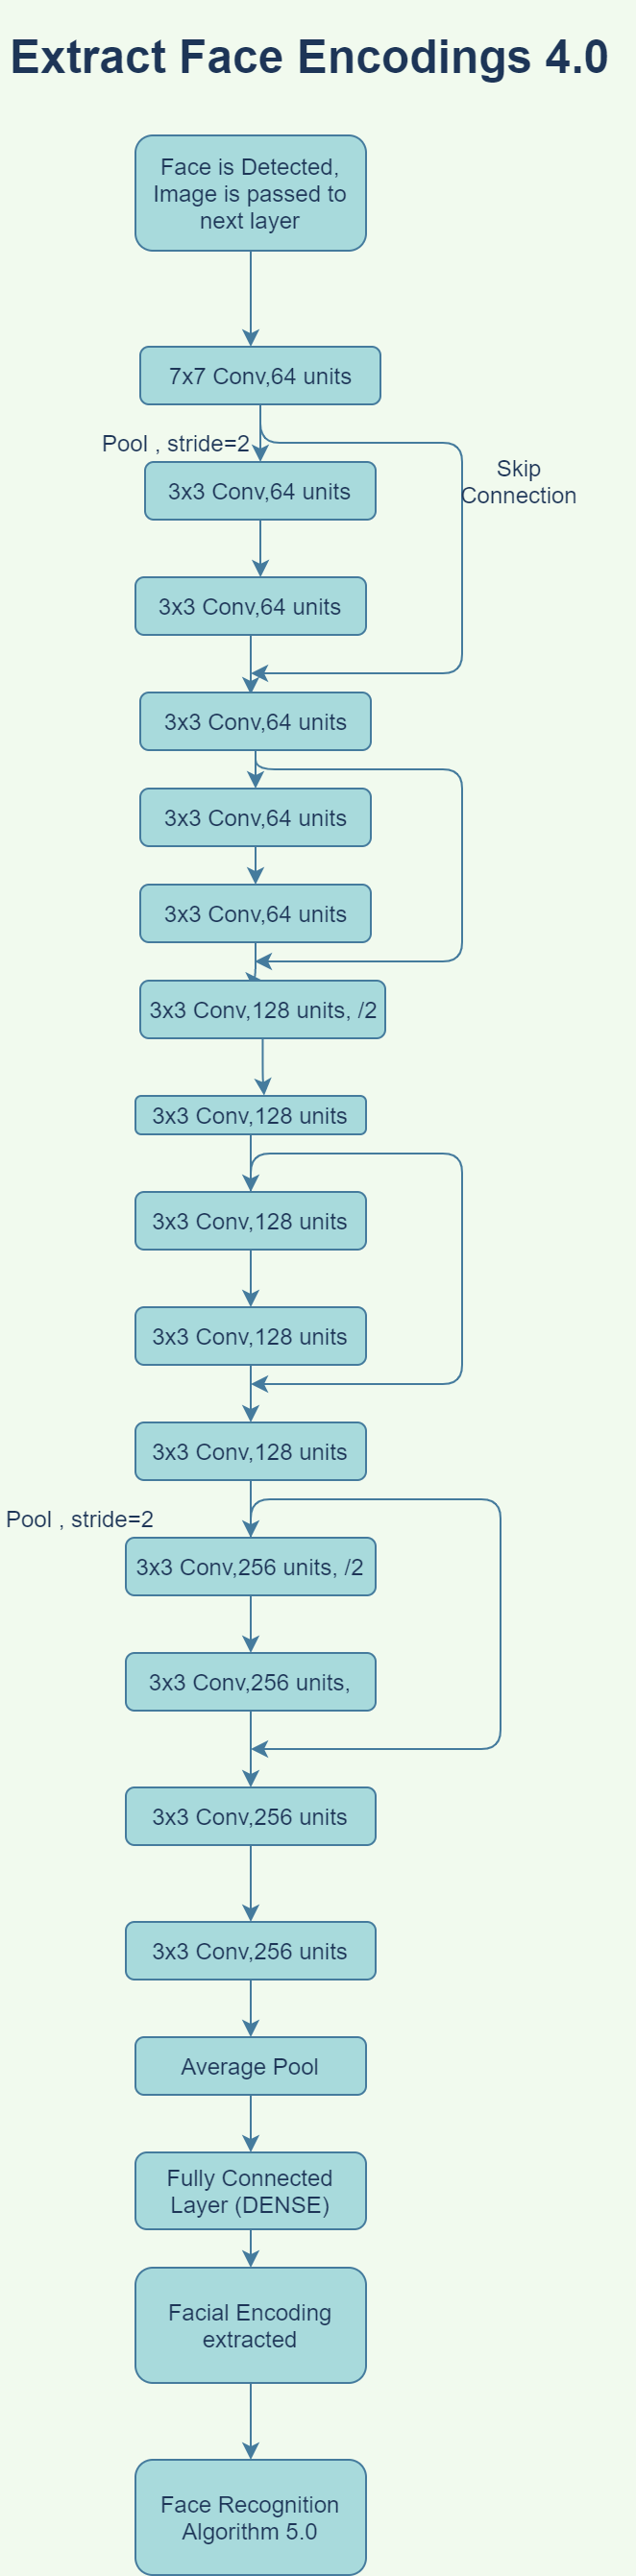 Extract Face Encodings 4.0
Face is Detected,
Image is passed to
next layer
7x7 Conv,64 units
Pool , stride=2
Skip
Connection
3x3 Conv,64 units
3x3 Conv,64 units
3x3 Conv,64 units
3x3 Conv,64 units
3x3 Conv,64 units
3x3 Conv,128 units, /2
3x3 Conv,128 units
3x3 Conv,128 units
3x3 Conv,128 units
3x3 Conv,128 units
Pool , stride=2
3x3 Conv,256 units, /2
3x3 Conv,256 units,
3x3 Conv,256 units
3x3 Conv,256 units
Average Pool
Fully Connected
Layer (DENSE)
Facial Encoding
extracted
Face Recognition
Algorithm 5.0